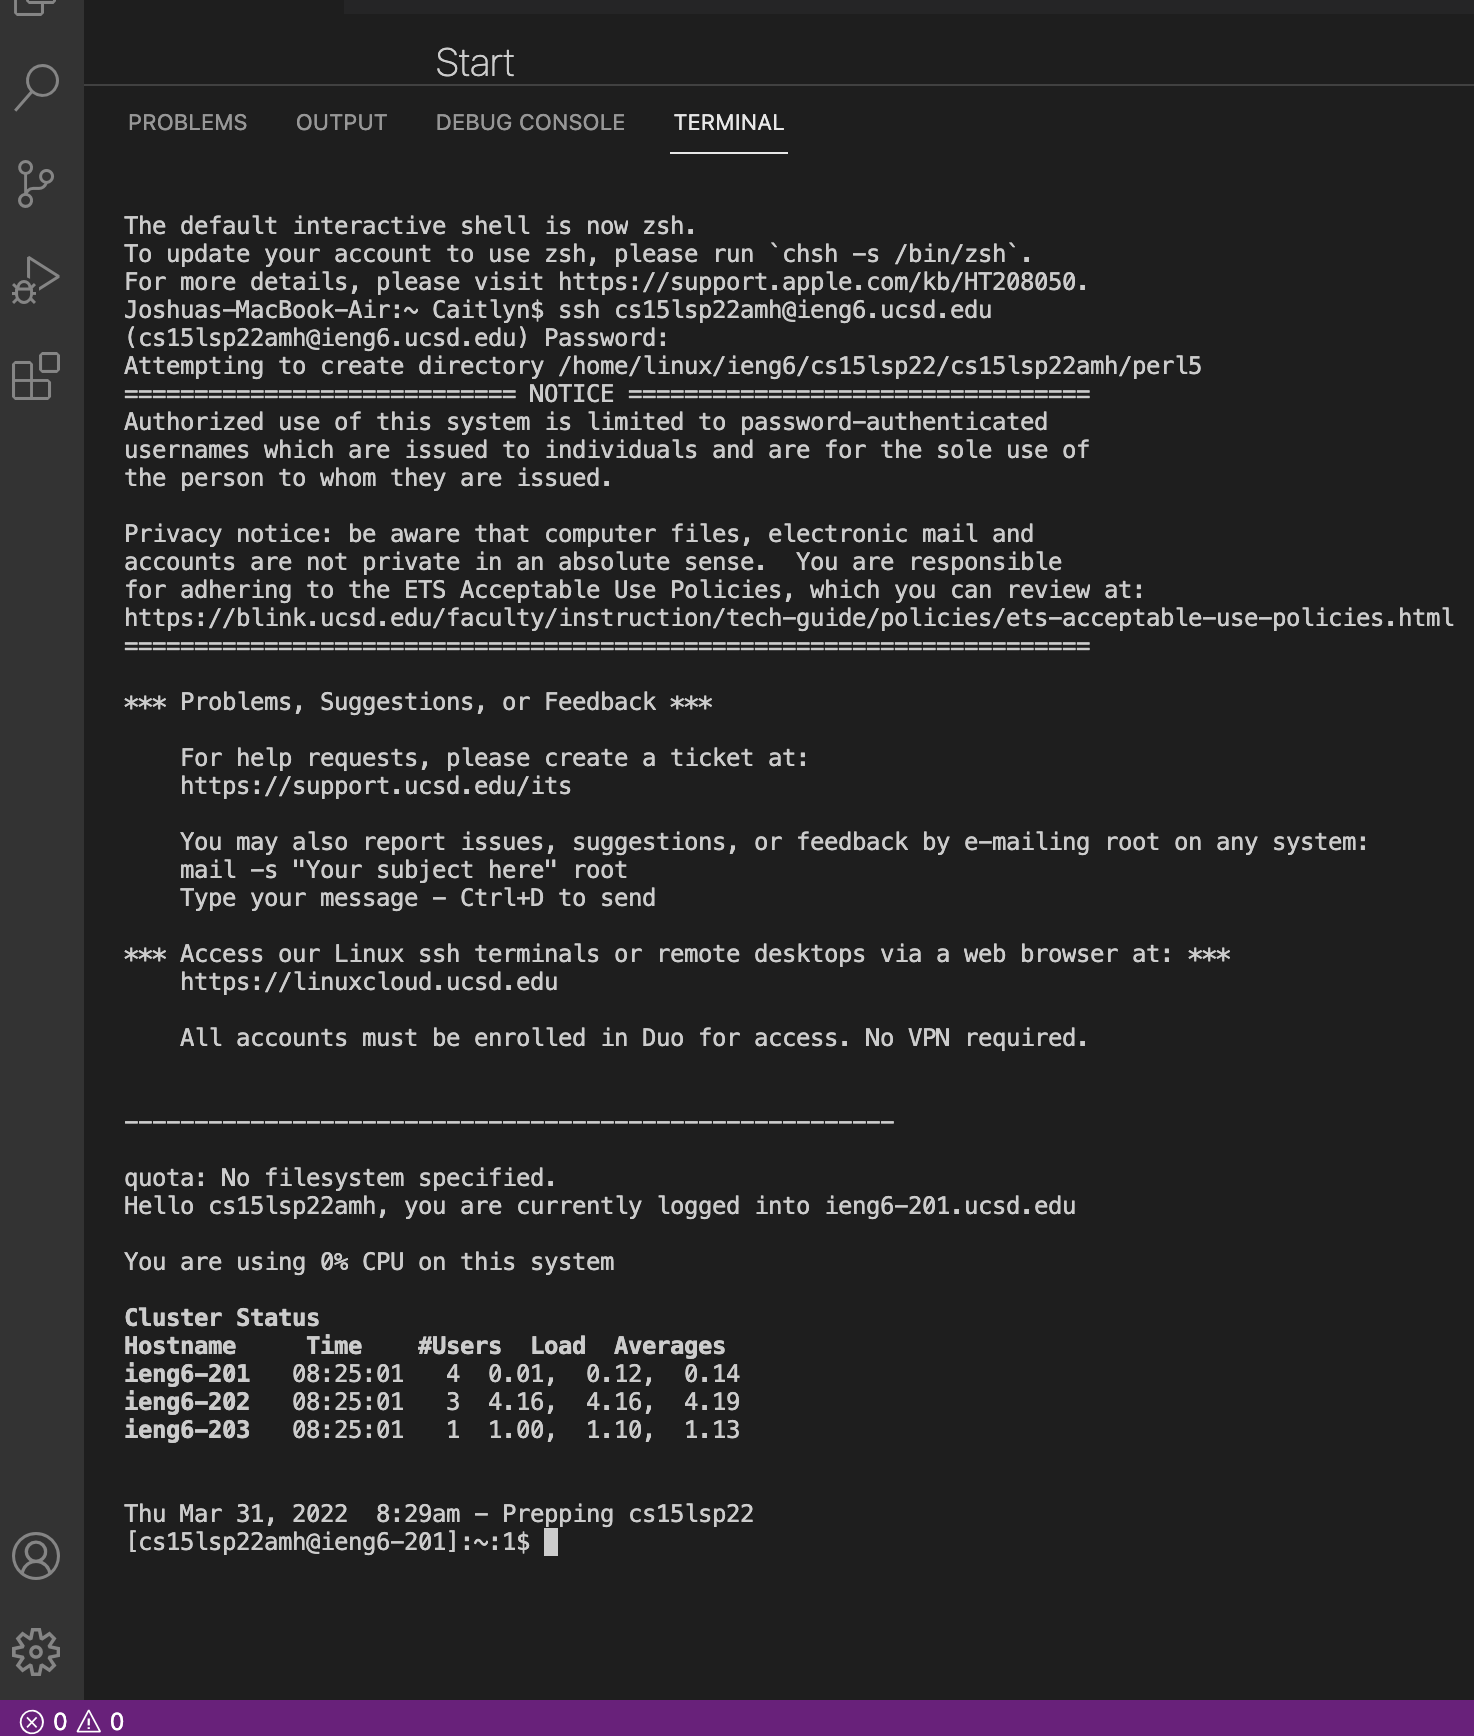 Start
PROBLEMS OUTPUT DEBUG CONSOLE TERMINAL
The default interactive shell is now zsh.
To update your account to use zsh, please run `chsh -s /bin/zsh`.
For more details, please visit https://support.apple.com/kb/HT208050.
Joshuas-MacBook-Air:~ Caitlyn$ ssh cs15lsp22amh@ieng6.ucsd.edu
(cs15lsp22amh@ieng6.ucsd.edu) Password:
Attempting to create directory /home/linux/ieng6/cs15lsp22/cs15lsp22amh/perl5
============================ NOTICE =================================
Authorized use of this system is limited to password-authenticated
usernames which are issued to individuals and are for the sole use of
the person to whom they are issued.
Privacy notice: be aware that computer files, electronic mail and
accounts are not private in an absolute sense.  You are responsible
for adhering to the ETS Acceptable Use Policies, which you can review at:
https://blink.ucsd.edu/faculty/instruction/tech-guide/policies/ets-acceptable-use-policies.html
=====================================================================
*** Problems, Suggestions, or Feedback ***
    For help requests, please create a ticket at:
    https://support.ucsd.edu/its
    You may also report issues, suggestions, or feedback by e-mailing root on any system:
    mail -s "Your subject here" root
    Type your message - Ctrl+D to send
*** Access our Linux ssh terminals or remote desktops via a web browser at: ***
    https://linuxcloud.ucsd.edu
    All accounts must be enrolled in Duo for access. No VPN required.
-------------------------------------------------------
quota: No filesystem specified.
Hello cs15lsp22amh, you are currently logged into ieng6-201.ucsd.edu
You are using 0% CPU on this system
Cluster Status
Hostname     Time    #Users  Load  Averages
ieng6-201   08:25:01   4  0.01,  0.12,  0.14
ieng6-202   08:25:01   3  4.16,  4.16,  4.19
ieng6-203   08:25:01   1  1.00,  1.10,  1.13
Thu Mar 31, 2022  8:29am - Prepping cs15lsp22
[cs15lsp22amh@ieng6-201]:~:1$
0 0